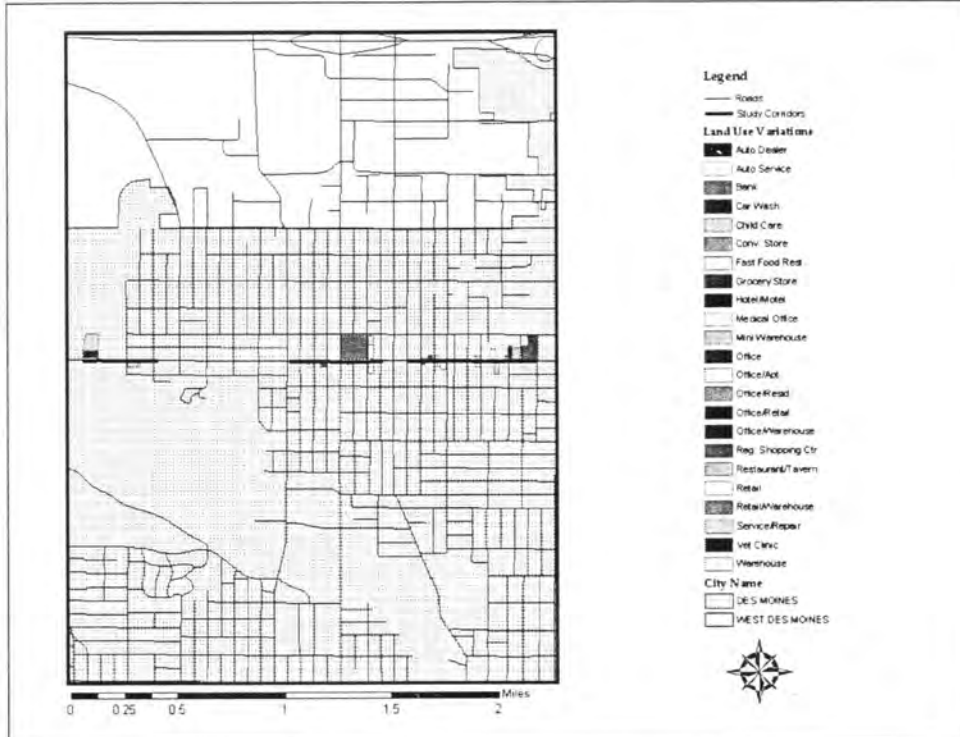 Legend
Roads
Study Corridors
Land Use Variations
Auto Dealer
Auto Service
Bank
Car Wash
Child Care
Conv. Store
Fast Food Rest.
Grocery Store
Hotel/Motel
Medical Office
Mini Warehouse
Office
Office/Apt.
Office/Resid
Office/Retail
Office/Warehouse
Reg. Shopping Ctr
Restaurant/Tavern
Retail
Retail/Warehouse
Service/Repair
Vet Clinic
Warehouse
City Name
DES MOINES
WEST DES MOINES
Miles
0 0.25 0.5 1 1.5 2